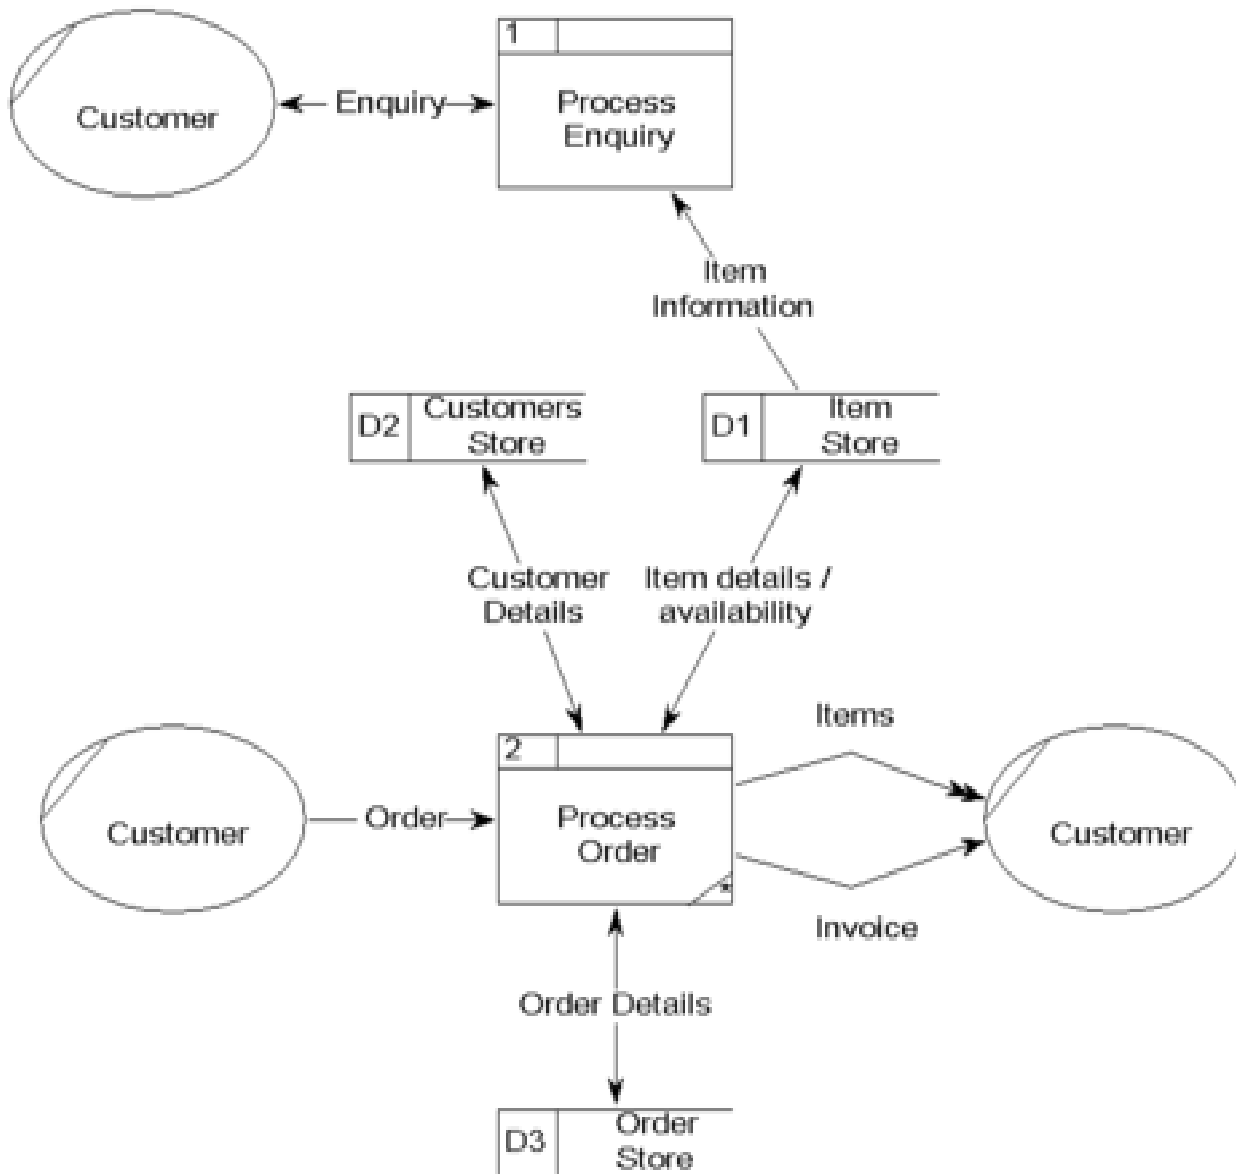 1
Customer
Enquiry
Process
Enquiry
Item
Information
D2
Customers
Store
D1
Item
Store
Customer
Details
Item details /
availability
Items
2
Customer
Order
Process
Order
*
Customer
Invoice
Order Details
D3
Order
Store